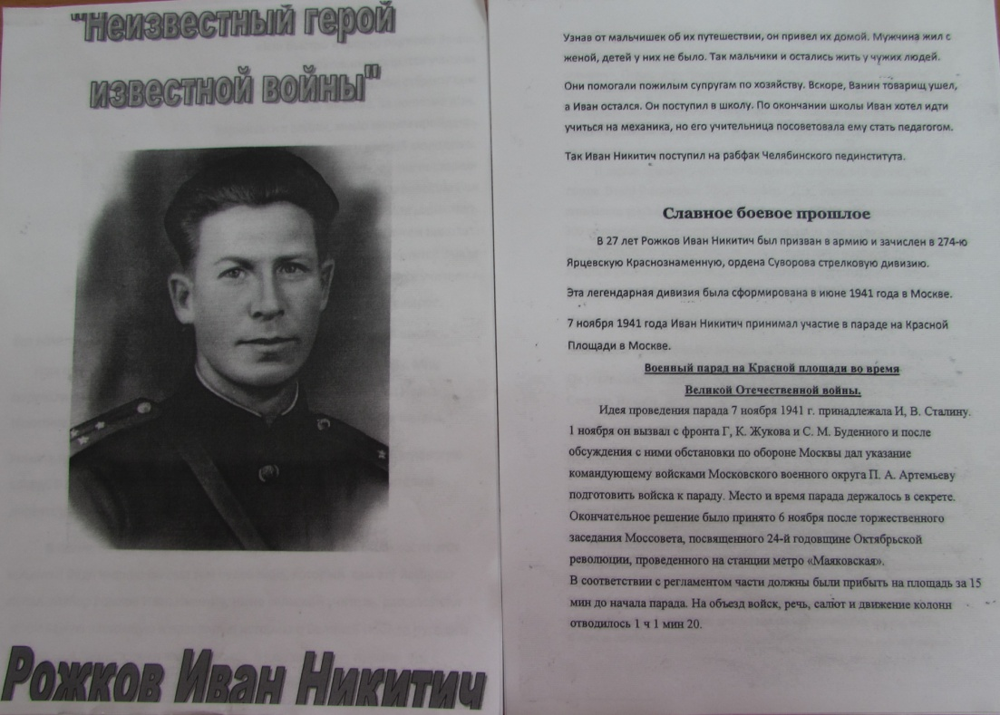 "Неизвестный герой
известной войны"
Рожков Иван Никитич
Узнав от мальчишек об их путешествии, он привел их домой. Мужчина жил с
женой, детей у них не было. Так мальчики и остались жить у чужих людей.
Они помогали пожилым супругам по хозяйству. Вскоре, Ванин товарищ ушел,
а Иван остался. Он поступил в школу. По окончании школы Иван хотел идти
учиться на механика, но его учительница посоветовала ему стать педагогом.
Так Иван Никитич поступил на рабфак Челябинского пединститута.
Славное боевое прошлое
В 27 лет Рожков Иван Никитич был призван в армию и зачислен в 274-ю
Ярцевскую Краснознаменную, ордена Суворова стрелковую дивизию.
Эта легендарная дивизия была сформирована в июне 1941 года в Москве.
7 ноября 1941 года Иван Никитич принимал участие в параде на Красной
Площади в Москве.
Военный парад на Красной площади во время
Великой Отечественной войны.
Идея проведения парада 7 ноября 1941 г. принадлежала И, В. Сталину.
1 ноября он вызвал с фронта Г, К. Жукова и С. М. Буденного и после
обсуждения с ними обстановки по обороне Москвы дал указание
командующему войсками Московского военного округа П. А. Артемьеву
подготовить войска к параду. Место и время парада держалось в секрете.
Окончательное решение было принято 6 ноября после торжественного
заседания Моссовета, посвященного 24-й годовщине Октябрьской
революции, проведенного на станции метро «Маяковская».
В соответствии с регламентом части должны были прибыть на площадь за 15
мин до начала парада. На объезд войск, речь, салют и движение колонн
отводилось 1 ч 1 мин 20.